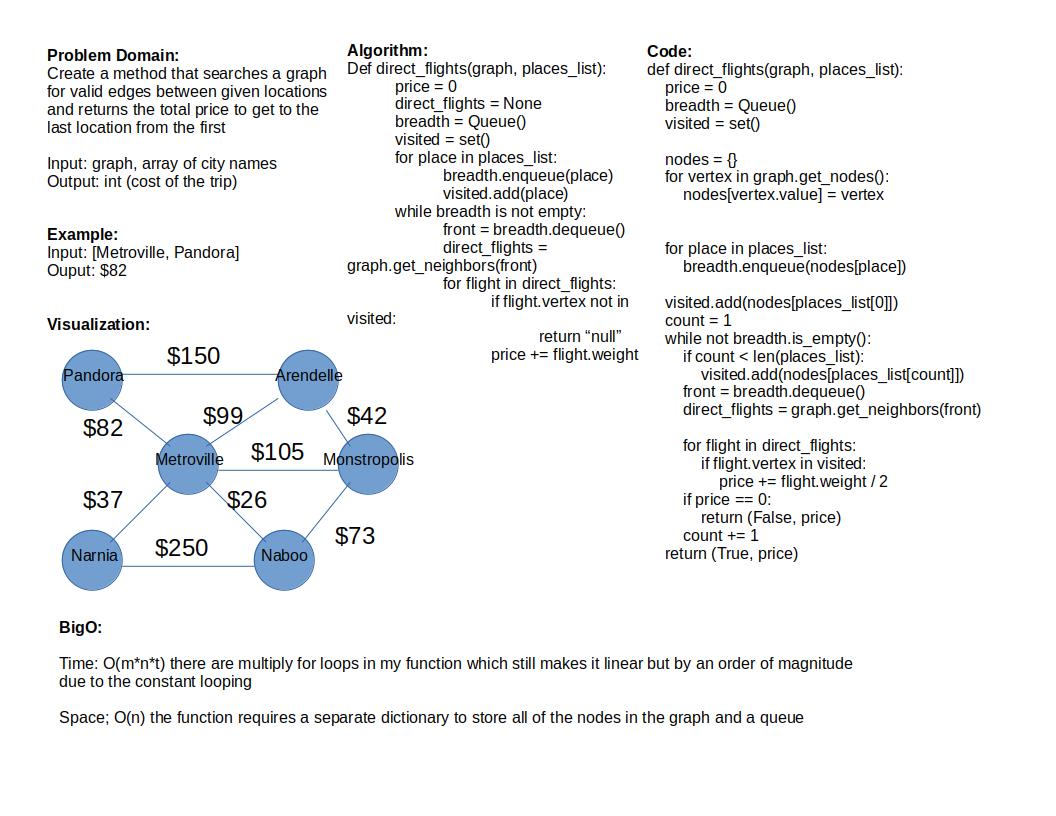 Problem Domain:
Create a method that searches a graph
for valid edges between given locations
and returns the total price to get to the
last location from the first
Input: graph, array of city names
Output: int (cost of the trip)
Example:
Input: [Metroville, Pandora]
Ouput: $82
Visualization:
$150
Pandora
Arendelle
$99
$42
$82
$105
Metroville
Monstropolis
$37
$26
$73
$250
Narnia
Naboo
Algorithm:
Def direct_flights(graph, places_list):
price = 0
direct_flights = None
breadth = Queue()
visited = set()
for place in places_list:
breadth.enqueue(place)
visited.add(place)
while breadth is not empty:
front = breadth.dequeue()
direct_flights =
graph.get_neighbors(front)
for flight in direct_flights:
if flight.vertex not in
visited:
return “null”
price += flight.weight
Code:
def direct_flights(graph, places_list):
price = 0
breadth = Queue()
visited = set()
nodes = {}
for vertex in graph.get_nodes():
nodes[vertex.value] = vertex
for place in places_list:
breadth.enqueue(nodes[place])
visited.add(nodes[places_list[0]])
count = 1
while not breadth.is_empty():
if count < len(places_list):
visited.add(nodes[places_list[count]])
front = breadth.dequeue()
direct_flights = graph.get_neighbors(front)
for flight in direct_flights:
if flight.vertex in visited:
price += flight.weight / 2
if price == 0:
return (False, price)
count += 1
return (True, price)
BigO:
Time: O(m*n*t) there are multiply for loops in my function which still makes it linear but by an order of magnitude
due to the constant looping
Space; O(n) the function requires a separate dictionary to store all of the nodes in the graph and a queue